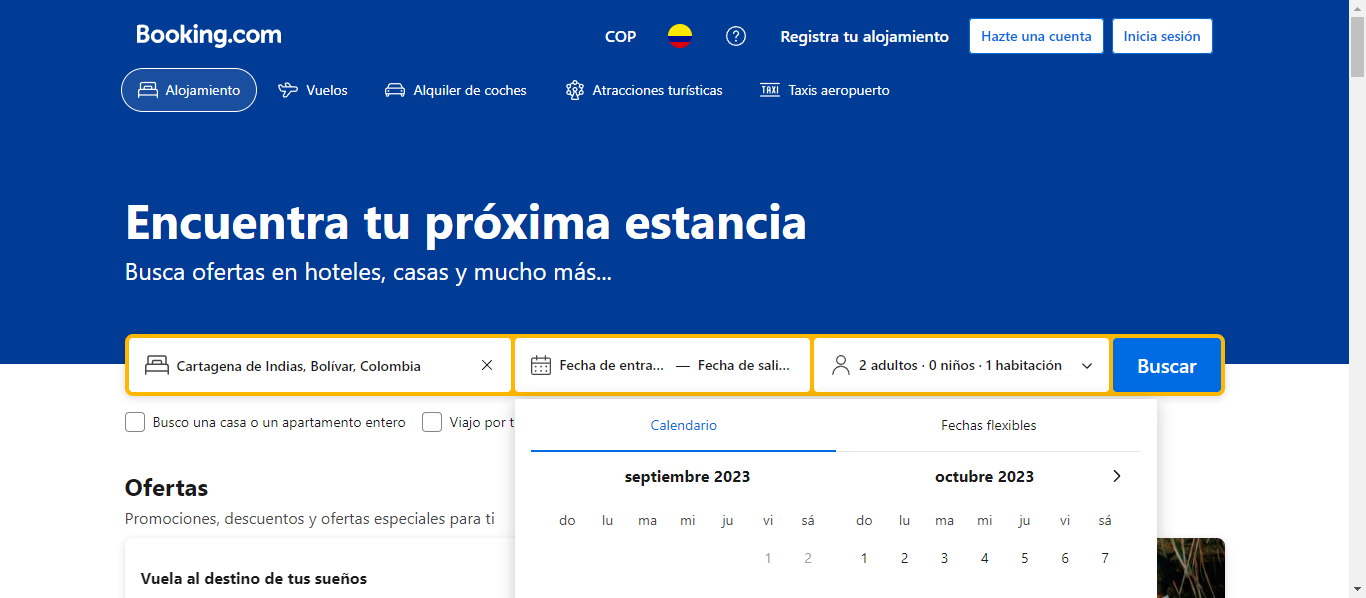 Booking.com
COP
Registra tu alojamiento
Hazte una cuenta
Inicia sesión
Alojamiento
Vuelos
Alquiler de coches
Atracciones turísticas
TAXI
Taxis aeropuerto
Encuentra tu próxima estancia
Busca ofertas en hoteles, casas y mucho más...
Cartagena de Indias, Bolívar, Colombia
Fecha de entra... — Fecha de sali...
2 adultos · 0 niños · 1 habitación
Buscar
Busco una casa o un apartamento entero
Viajo por t
Calendario
Fechas flexibles
septiembre 2023
octubre 2023
do lu ma mi ju vi sá
do lu ma mi ju vi sá
1 2
1 2 3 4 5 6 7
Ofertas
Promociones, descuentos y ofertas especiales para ti
Vuela al destino de tus sueños